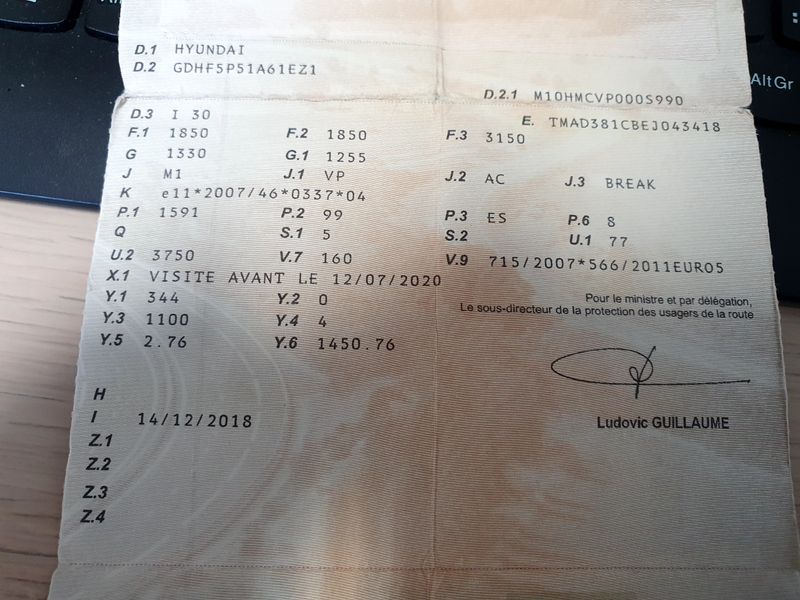 D.1 HYUNDAI
D.2 GDHF5P51A61EZ1
D.2.1 M10HMCVP000S990
D.3 I 30
E. TMAD381CBEJ043418
F.1 1850 F.2 1850 F.3 3150
G 1330 G.1 1255
J M1 J.1 VP J.2 AC J.3 BREAK
K e11*2007/46*0337*04
P.1 1591 P.2 99 P.3 ES P.6 8
Q S.1 5 S.2 U.1 77
U.2 3750 V.7 160 V.9 715/2007*566/2011EURO5
X.1 VISITE AVANT LE 12/07/2020
Y.1 344 Y.2 0
Y.3 1100 Y.4 4
Y.5 2.76 Y.6 1450.76
Pour le ministre et par délégation,
Le sous-directeur de la protection des usagers de la route
Ludovic GUILLAUME
H
I 14/12/2018
Z.1
Z.2
Z.3
Z.4
AltGr